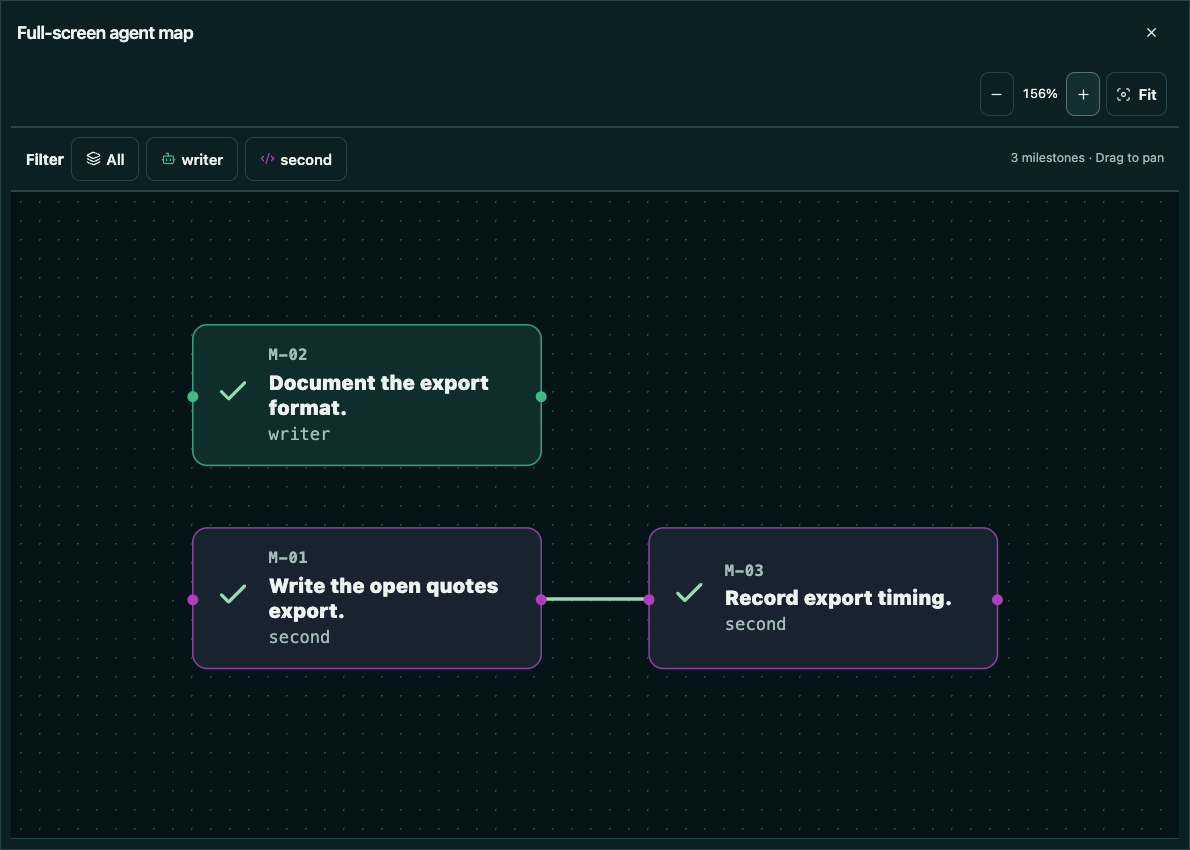 Full-screen agent map
156%
Fit
Filter
All
writer
second
3 milestones · Drag to pan
M-02
Document the export
format.
writer
M-01
Write the open quotes
export.
second
M-03
Record export timing.
second